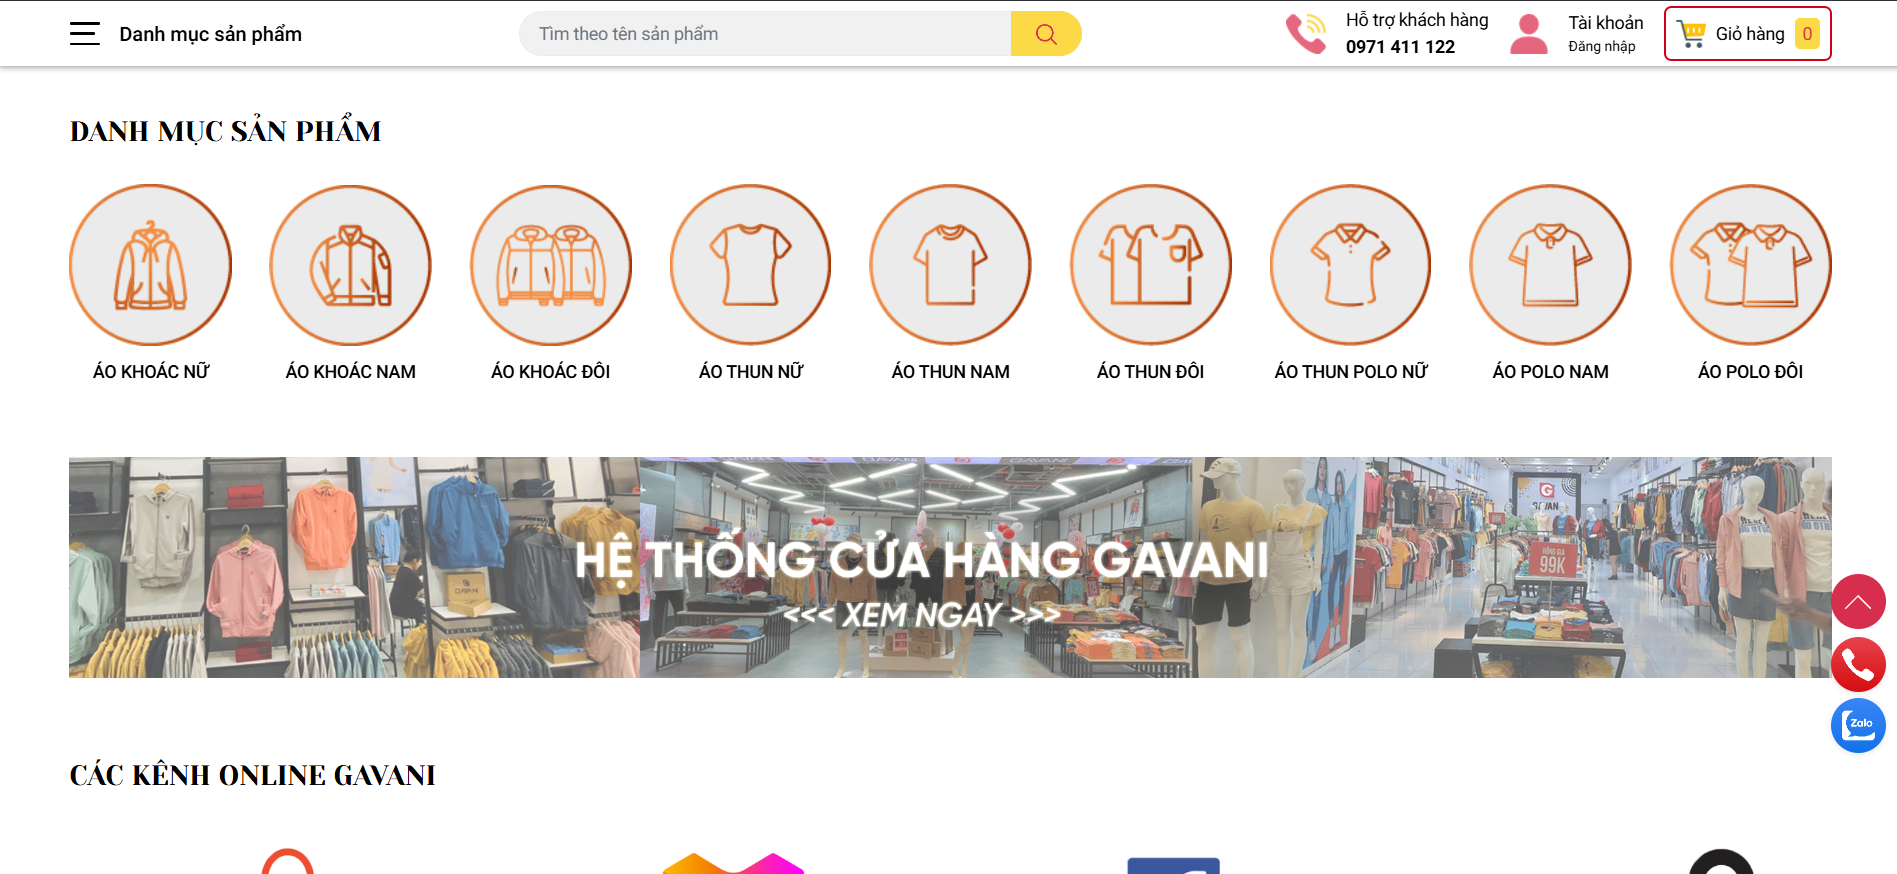 Danh mục sản phẩm
Tìm theo tên sản phẩm
Hỗ trợ khách hàng
0971 411 122
Tài khoản
Đăng nhập
Giỏ hàng 0
DANH MỤC SẢN PHẨM
ÁO KHOÁC NỮ
ÁO KHOÁC NAM
ÁO KHOÁC ĐÔI
ÁO THUN NỮ
ÁO THUN NAM
ÁO THUN ĐÔI
ÁO THUN POLO NỮ
ÁO POLO NAM
ÁO POLO ĐÔI
HỆ THỐNG CỬA HÀNG GAVANI
<<< XEM NGAY >>>
ĐỒNG GIÁ
99K
Zalo
CÁC KÊNH ONLINE GAVANI